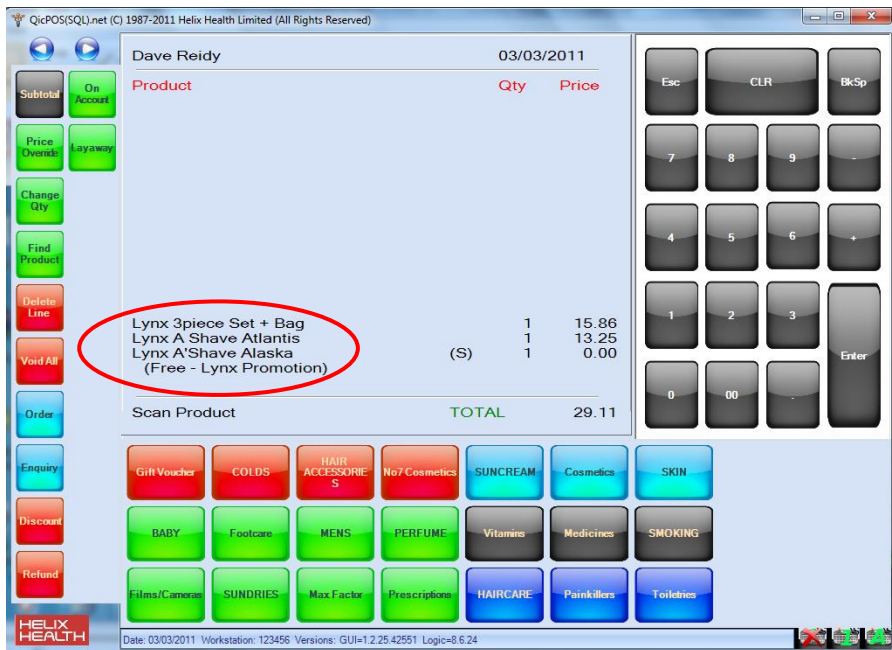 QicPOS(SQL).net (C) 1987-2011 Helix Health Limited (All Rights Reserved)
Dave Reidy 03/03/2011
Product Qty Price
Lynx 3piece Set + Bag 1 15.86
Lynx A Shave Atlantis 1 13.25
Lynx A'Shave Alaska (S) 1 0.00
(Free - Lynx Promotion)
Scan Product TOTAL 29.11
Subtotal
On
Account
Price
Override
Layaway
Change
Qty
Find
Product
Delete
Line
Void All
Order
Enquiry
Discount
Refund
Esc CLR BkSp
7 8 9 -
4 5 6 +
1 2 3 Enter
0 00 .
Gift Voucher
COLDS
HAIR
ACCESSORIE
S
No7 Cosmetics
SUNCREAM
Cosmetics
SKIN
BABY
Footcare
MENS
PERFUME
Vitamins
Medicines
SMOKING
Films/Cameras
SUNDRIES
Max Factor
Prescriptions
HAIRCARE
Painkillers
Toiletries
HELIX
HEALTH
Date: 03/03/2011 Workstation: 123456 Versions: GUI=1.2.25.42551 Logic=8.6.24